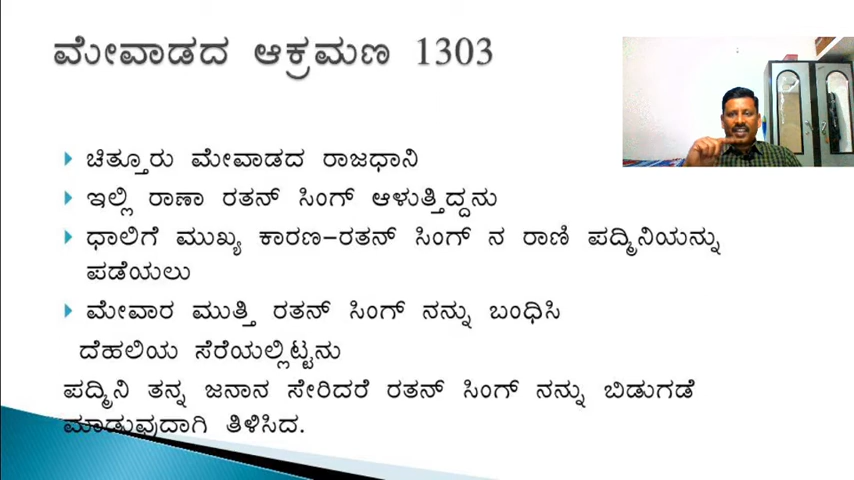 ಮೇವಾಡದ ಆಕ್ರಮಣ 1303
ಚಿತ್ತೂರು ಮೇವಾಡದ ರಾಜಧಾನಿ
ಇಲ್ಲಿ ರಾಣಾ ರತನ್ ಸಿಂಗ್ ಆಳುತ್ತಿದ್ದನು
ಧಾಲಿಗೆ ಮುಖ್ಯ ಕಾರಣ-ರತನ್ ಸಿಂಗ್ ನ ರಾಣಿ ಪದ್ಮಿನಿಯನ್ನು
ಪಡೆಯಲು
ಮೇವಾರ ಮುತ್ತಿ ರತನ್ ಸಿಂಗ್ ನನ್ನು ಬಂಧಿಸಿ
ದೆಹಲಿಯ ಸೆರೆಯಲ್ಲಿಟ್ಟನು
ಪದ್ಮಿನಿ ತನ್ನ ಜನಾನ ಸೇರಿದರೆ ರತನ್ ಸಿಂಗ್ ನನ್ನು ಬಿಡುಗಡೆ
ಮಾಡುವುದಾಗಿ ತಿಳಿಸಿದ.